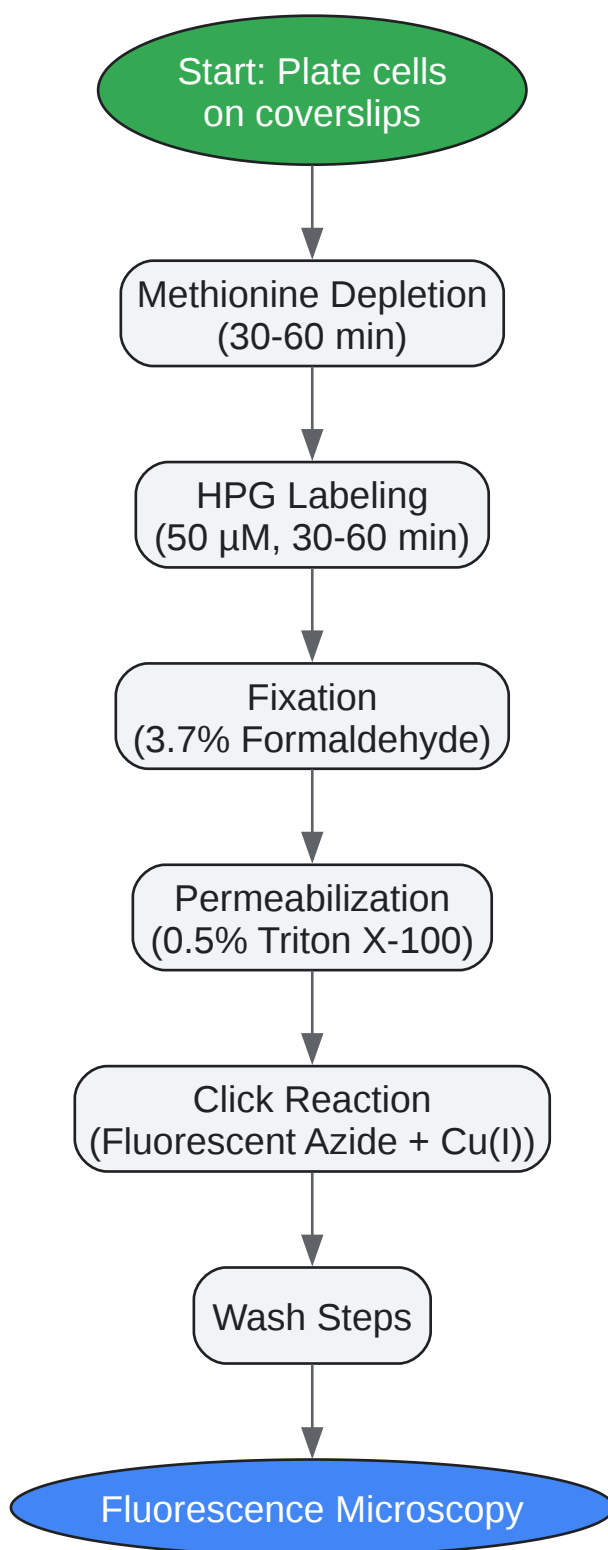 Start: Plate cells
on coverslips
Methionine Depletion
(30-60 min)
HPG Labeling
(50 µM, 30-60 min)
Fixation
(3.7% Formaldehyde)
Permeabilization
(0.5% Triton X-100)
Click Reaction
(Fluorescent Azide + Cu(I))
Wash Steps
Fluorescence Microscopy